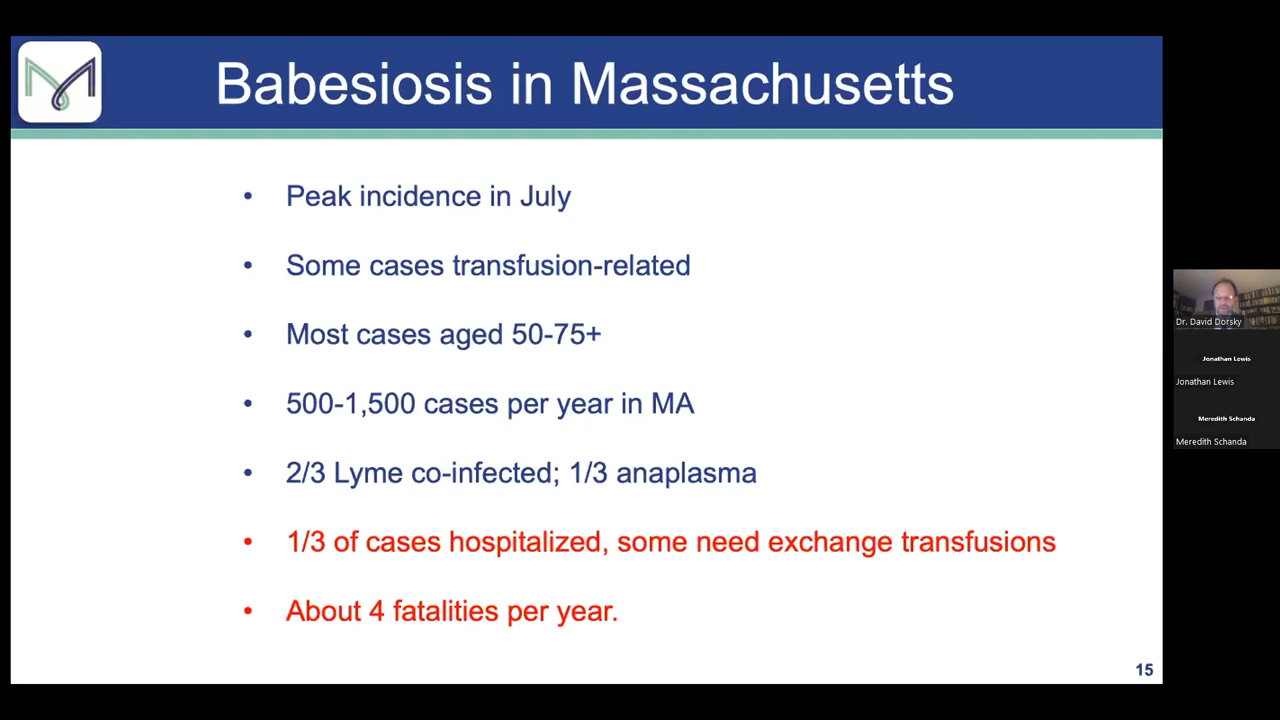 Babesiosis in Massachusetts
• Peak incidence in July
• Some cases transfusion-related
• Most cases aged 50-75+
• 500-1,500 cases per year in MA
• 2/3 Lyme co-infected; 1/3 anaplasma
• 1/3 of cases hospitalized, some need exchange transfusions
• About 4 fatalities per year.
15
Dr. David Dorsky
Jonathan Lewis
Jonathan Lewis
Meredith Schanda
Meredith Schanda